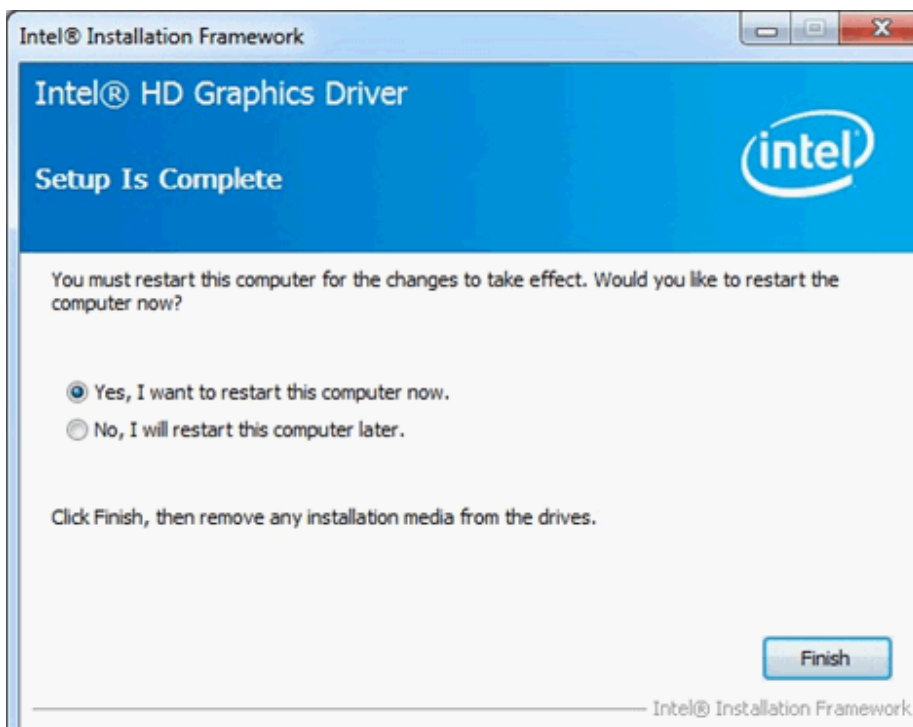 Intel® Installation Framework
Intel® HD Graphics Driver
intel
Setup Is Complete
You must restart this computer for the changes to take effect. Would you like to restart the
computer now?
Yes, I want to restart this computer now.
No, I will restart this computer later.
Click Finish, then remove any installation media from the drives.
Finish
Intel® Installation Framework